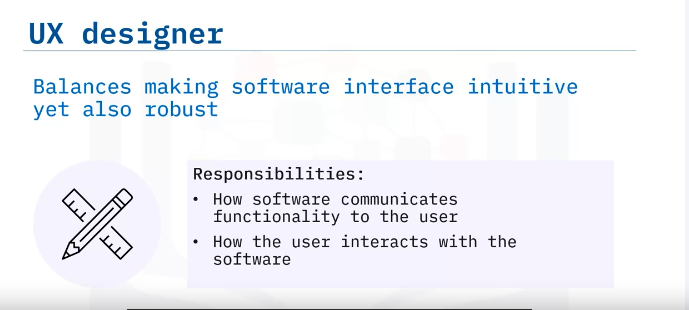 UX designer
Balances making software interface intuitive
yet also robust
Responsibilities:
• How software communicates
functionality to the user
• How the user interacts with the
software